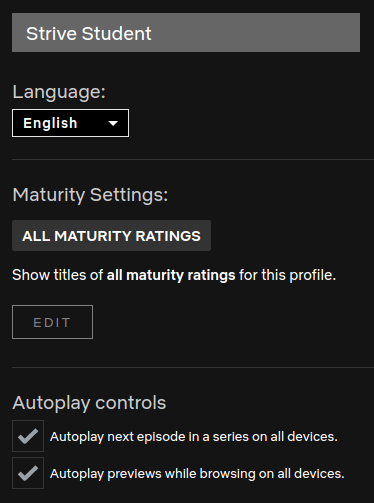 Strive Student
Language:
English
Maturity Settings:
ALL MATURITY RATINGS
Show titles of all maturity ratings for this profile.
EDIT
Autoplay controls
Autoplay next episode in a series on all devices.
Autoplay previews while browsing on all devices.